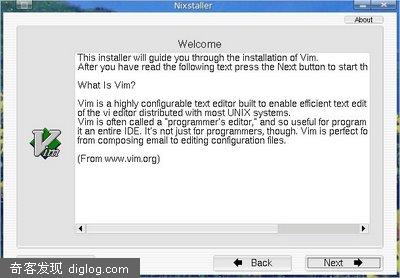 Nixstaller
About
Welcome
This installer will guide you through the installation of Vim.
After you have read the following text press the Next button to start th
What Is Vim?
Vim is a highly configurable text editor built to enable efficient text edit
of the vi editor distributed with most UNIX systems.
Vim is often called a "programmer's editor," and so useful for program
it an entire IDE. It's not just for programmers, though. Vim is perfect fo
from composing email to editing configuration files.
(From www.vim.org)
Vim
Back
Next
奇客发现 diglog.com